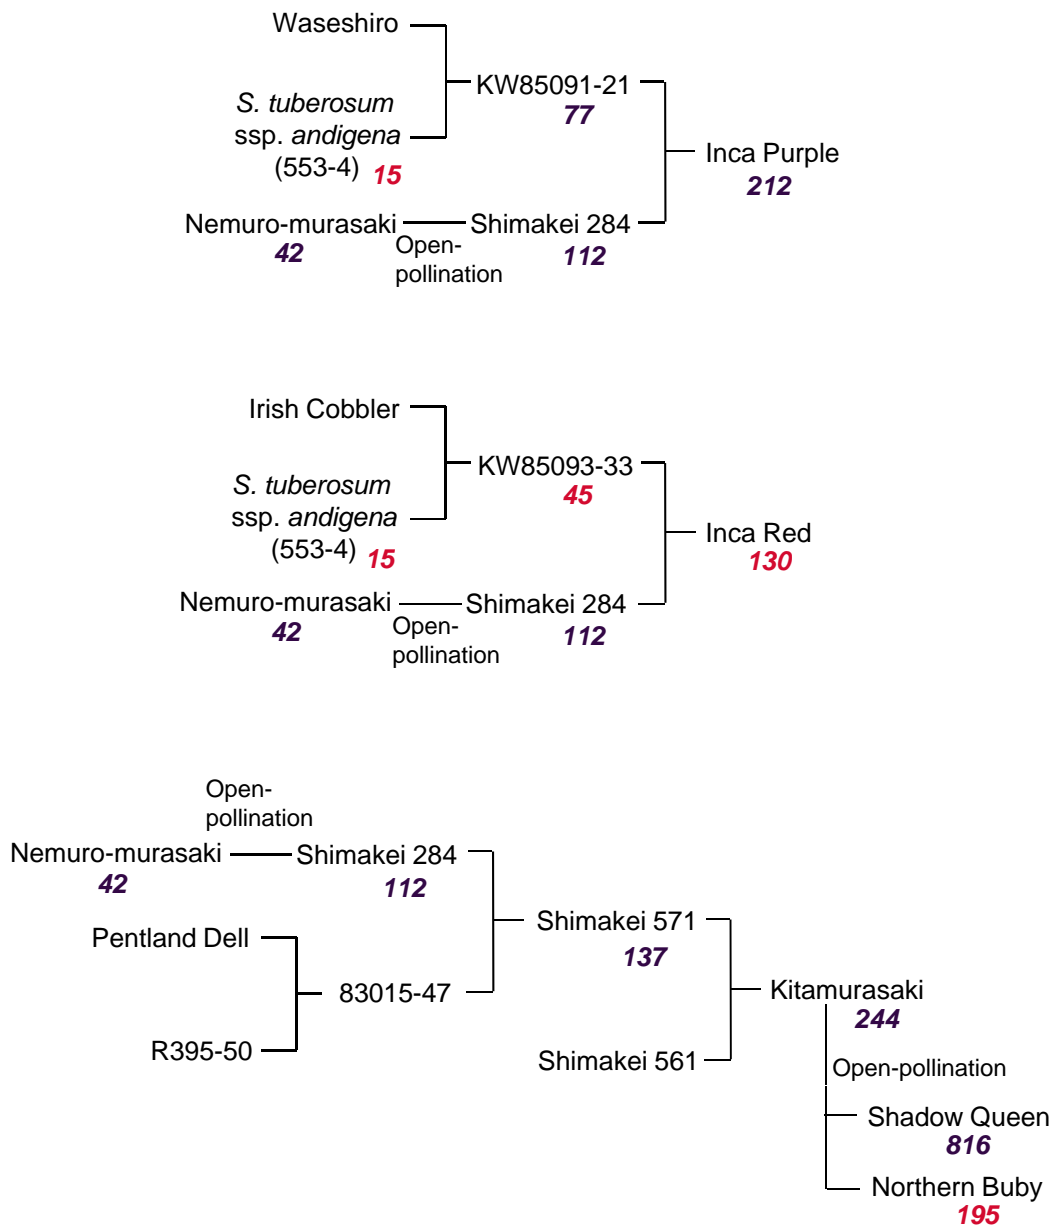 Waseshiro
KW85091-21
77
S. tuberosum
ssp. andigena
(553-4) 15
Inca Purple
212
Nemuro-murasaki
42
Open-
pollination
Shimakei 284
112
Irish Cobbler
KW85093-33
45
S. tuberosum
ssp. andigena
(553-4) 15
Inca Red
130
Nemuro-murasaki
42
Open-
pollination
Shimakei 284
112
Open-
pollination
Nemuro-murasaki
42
Shimakei 284
112
Pentland Dell
83015-47
R395-50
Shimakei 571
137
Shimakei 561
Kitamurasaki
244
Open-pollination
Shadow Queen
816
Northern Buby
195